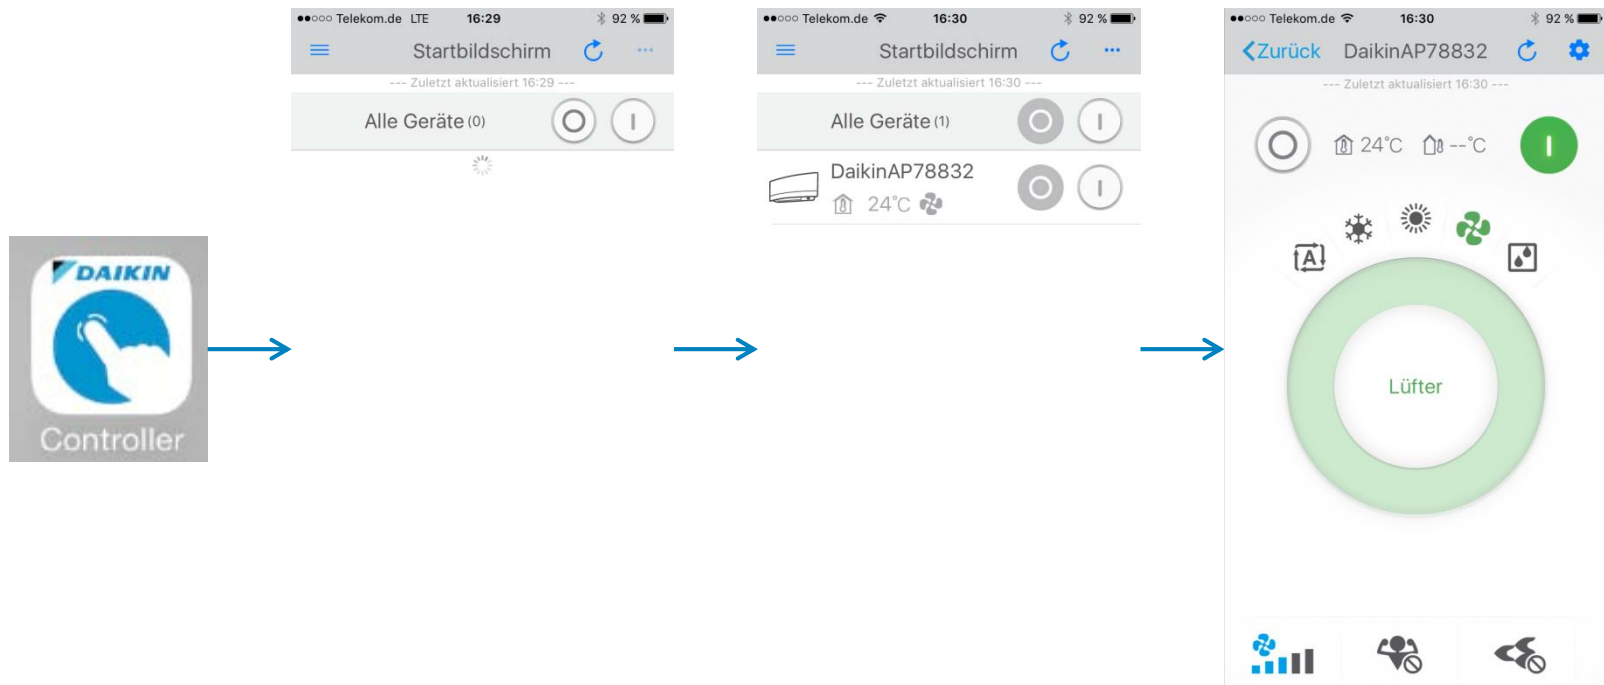 DAIKIN
Controller
Telekom.de LTE 16:29 92 %
Startbildschirm
--- Zuletzt aktualisiert 16:29 ---
Alle Geräte (0)
Telekom.de 16:30 92 %
Startbildschirm
--- Zuletzt aktualisiert 16:30 ---
Alle Geräte (1)
DaikinAP78832
24°C
Telekom.de 16:30 92 %
Zurück DaikinAP78832
--- Zuletzt aktualisiert 16:30 ---
24°C --°C
A
Lüfter